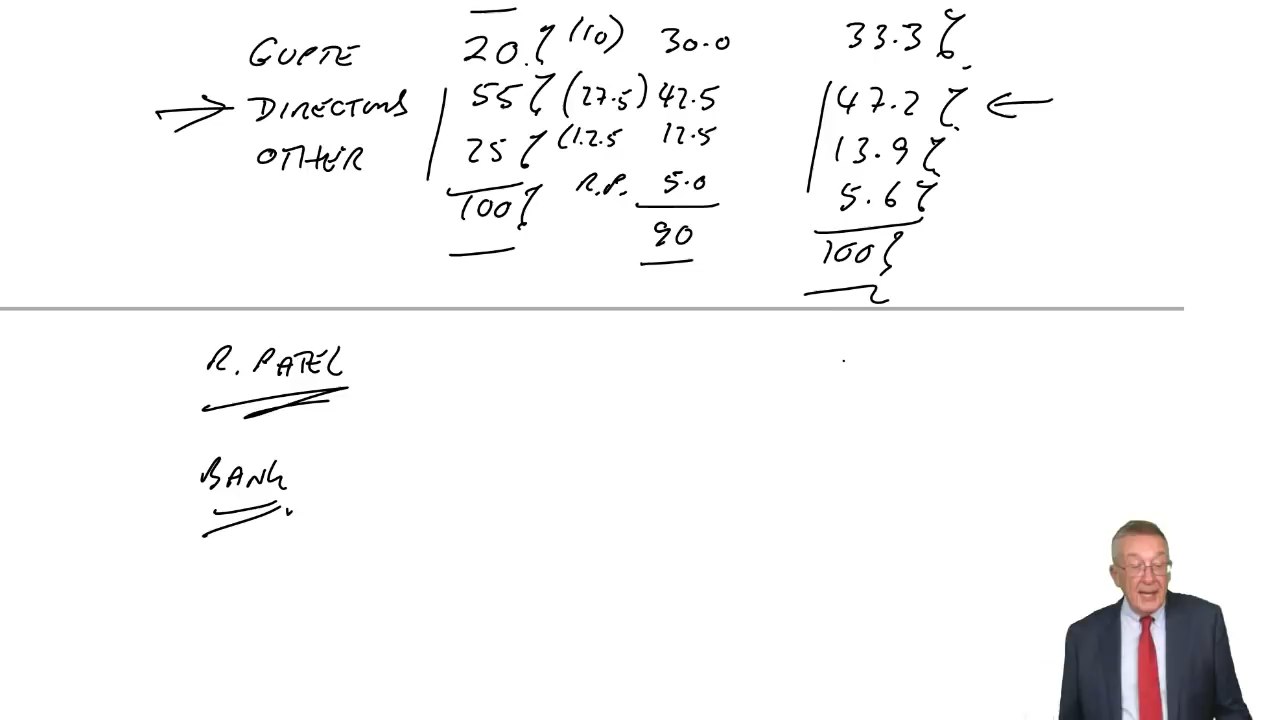 GUPTE 20% (10) 30.0 33.3%
DIRECTORS 55% (27.5) 42.5 47.2%
OTHER 25% (12.5 12.5 13.9%
R.P. 5.0 5.6%
100% 90 100%
R. PATEL
BANK